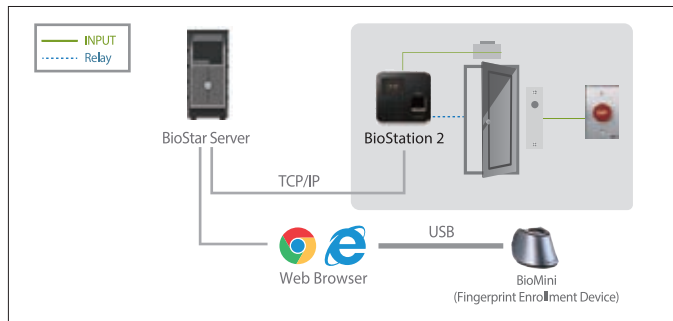 INPUT
Relay
BioStar Server
BioStation 2
TCP/IP
USB
Web Browser
BioMini
(Fingerprint Enrollment Device)